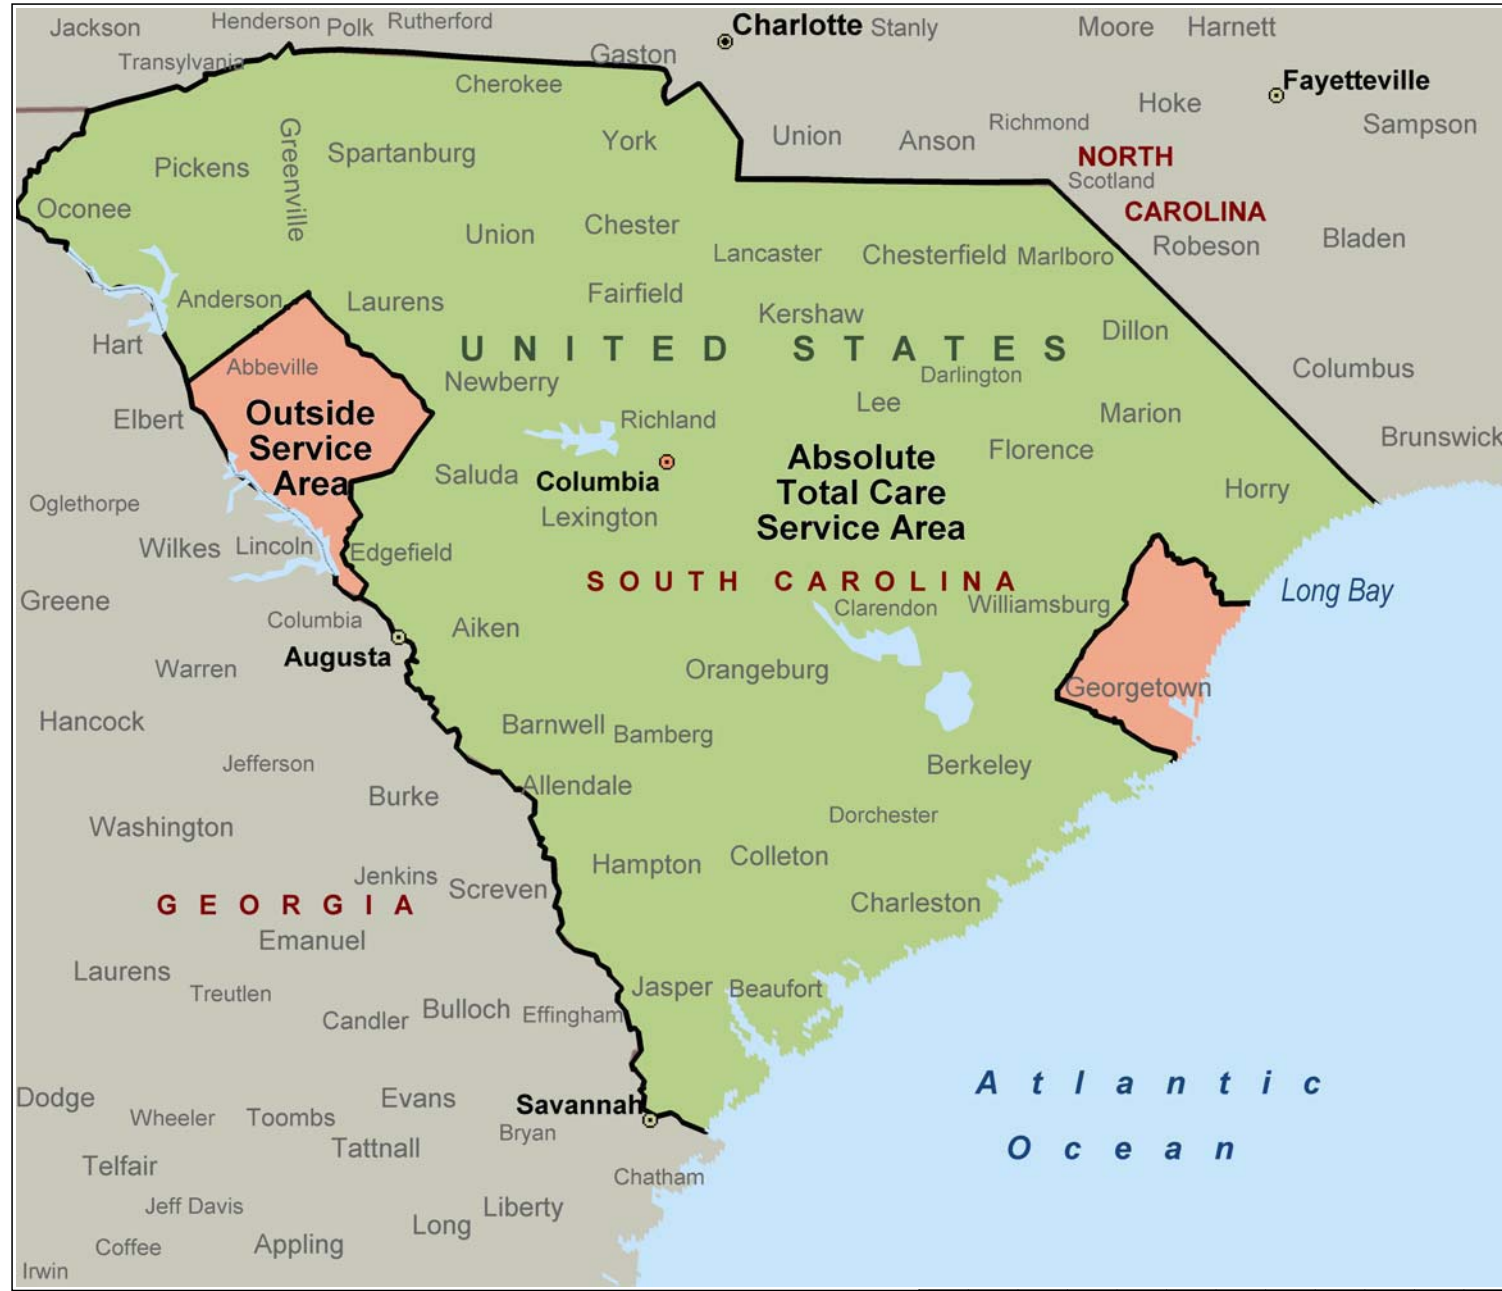 Jackson
Henderson
Polk
Rutherford
Charlotte
Stanly
Moore
Harnett
Transylvania
Gaston
Cherokee
Fayetteville
Hoke
Sampson
Richmond
Union
Anson
York
Greenville
Spartanburg
Pickens
NORTH
Scotland
CAROLINA
Oconee
Union
Chester
Lancaster
Chesterfield
Marlboro
Robeson
Bladen
Anderson
Laurens
Fairfield
Kershaw
Dillon
Hart
UNITED STATES
Abbeville
Newberry
Darlington
Columbus
Lee
Elbert
Outside
Service
Area
Richland
Marion
Brunswick
Florence
Absolute
Total Care
Service Area
Saluda
Columbia
Lexington
Horry
Oglethorpe
Wilkes
Lincoln
Edgefield
SOUTH CAROLINA
Long Bay
Greene
Columbia
Clarendon
Williamsburg
Aiken
Augusta
Warren
Orangeburg
Georgetown
Hancock
Barnwell
Bamberg
Jefferson
Berkeley
Burke
Allendale
Washington
Dorchester
Hampton
Colleton
Jenkins
Screven
GEORGIA
Charleston
Emanuel
Laurens
Treutlen
Jasper
Beaufort
Candler
Bulloch
Effingham
Atlantic
Ocean
Dodge
Wheeler
Toombs
Evans
Savannah
Bryan
Tattnall
Telfair
Chatham
Jeff Davis
Liberty
Long
Coffee
Appling
Irwin